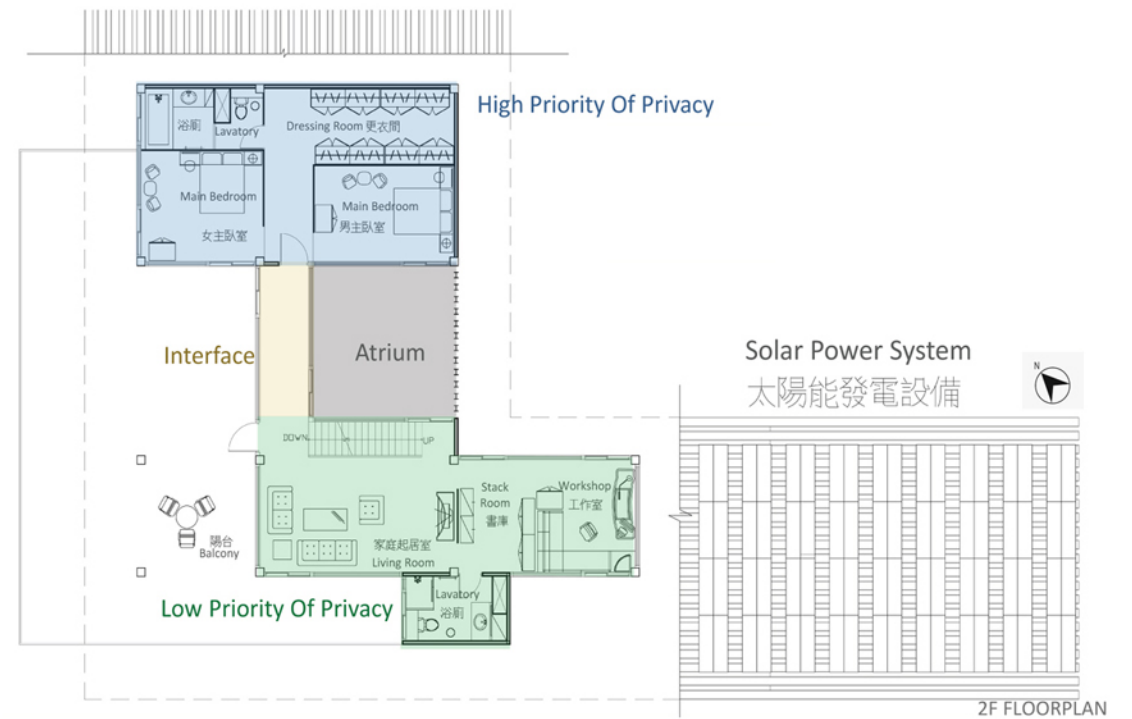 High Priority Of Privacy
浴廁
Lavatory
Dressing Room 更衣間
Main Bedroom
女主臥室
Main Bedroom
男主臥室
Interface
Atrium
Solar Power System
太陽能發電設備
N
DOWN
UP
Stack
Room
書庫
Workshop
工作室
陽台
Balcony
家庭起居室
Living Room
Low Priority Of Privacy
Lavatory
浴廁
2F FLOORPLAN